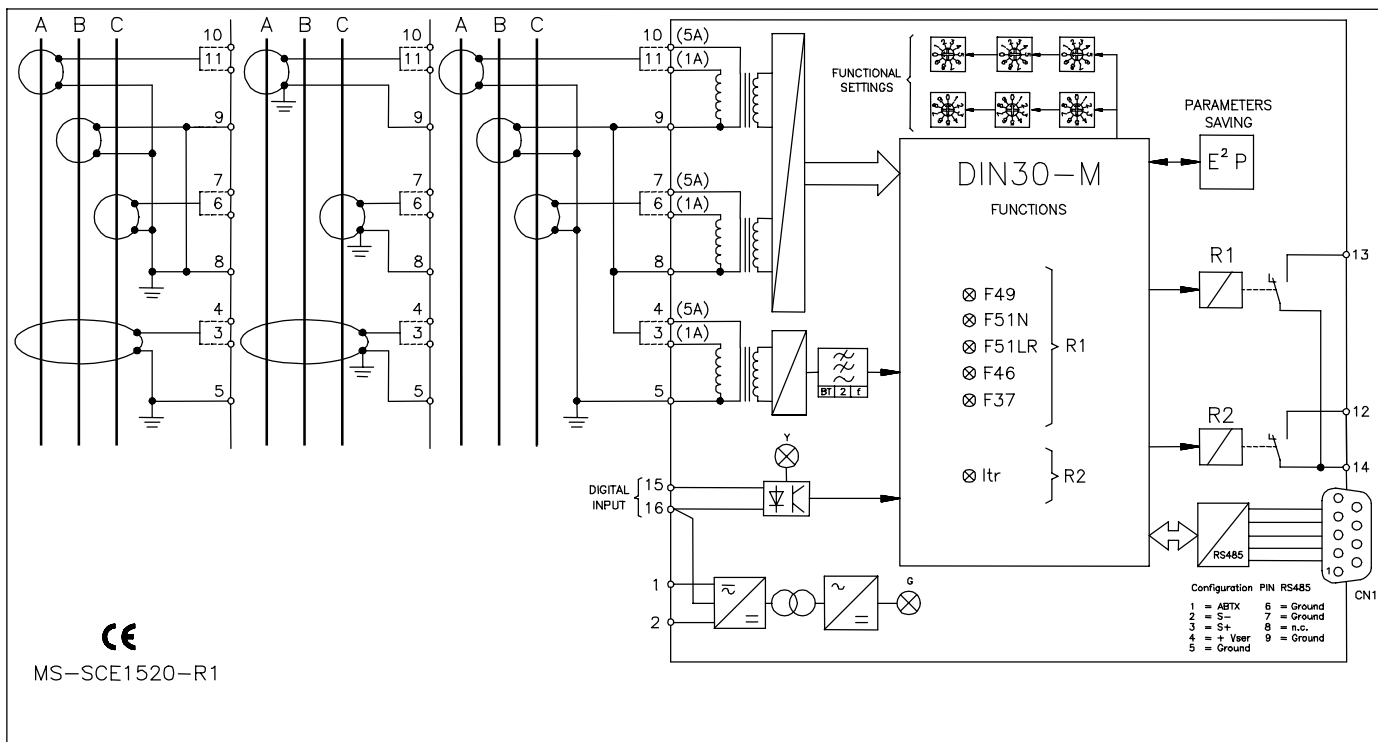 A B C
10
11
9
7
6
8
4
3
5
A B C
10
11
9
7
6
8
4
3
5
A B C
10 (5A)
11 (1A)
9
7 (5A)
6 (1A)
8
4 (5A)
3 (1A)
5
FUNCTIONAL
SETTINGS
PARAMETERS
SAVING
E² P
DIN30-M
FUNCTIONS
F49
F51N
F51LR
F46
F37
R1
Itr
R2
BT 2 f
R1
13
R2
12
14
Y
DIGITAL
INPUT
15
16
1
2
G
RS485
1
CN1
Configuration PIN RS485
1 = ABTX 6 = Ground
2 = S- 7 = Ground
3 = S+ 8 = n.c.
4 = + Vser 9 = Ground
5 = Ground
CE
MS-SCE1520-R1